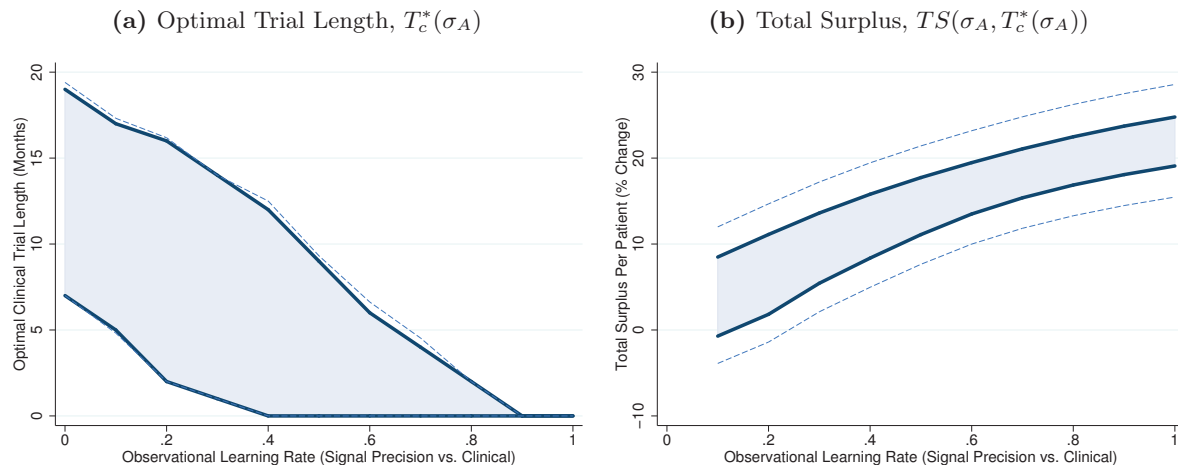 (a) Optimal Trial Length, T*c(σA)
20
15
10
5
0
Optimal Clinical Trial Length (Months)
0 .2 .4 .6 .8 1
Observational Learning Rate (Signal Precision vs. Clinical)
(b) Total Surplus, TS(σA, T*c(σA))
30
20
10
0
−10
Total Surplus Per Patient (% Change)
0 .2 .4 .6 .8 1
Observational Learning Rate (Signal Precision vs. Clinical)